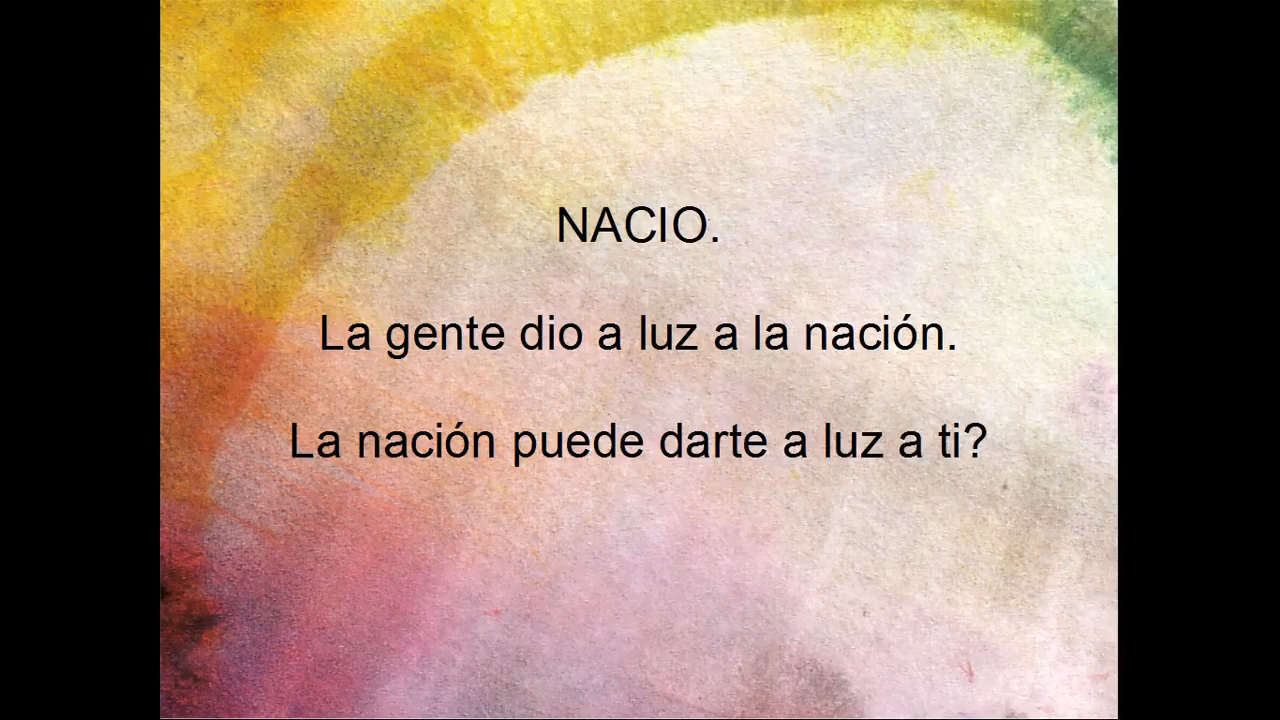 NACIO.
La gente dio a luz a la nación.
La nación puede darte a luz a ti?